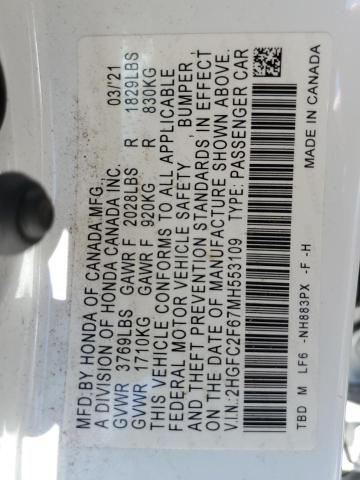 MFD.BY HONDA OF CANADA MFG. 03/'21
A DIVISION OF HONDA CANADA INC.
GVWR 3769LBS GAWR F 2028LBS R 1829LBS
GVWR 1710KG GAWR F 920KG R 830KG
THIS VEHICLE CONFORMS TO ALL APPLICABLE
FEDERAL MOTOR VEHICLE SAFETY, BUMPER,
AND THEFT PREVENTION STANDARDS IN EFFECT
ON THE DATE OF MANUFACTURE SHOWN ABOVE.
V.I.N.:2HGFC2F67MH553109 TYPE: PASSENGER CAR
TBD M LF6 -NH883PX -F -H MADE IN CANADA